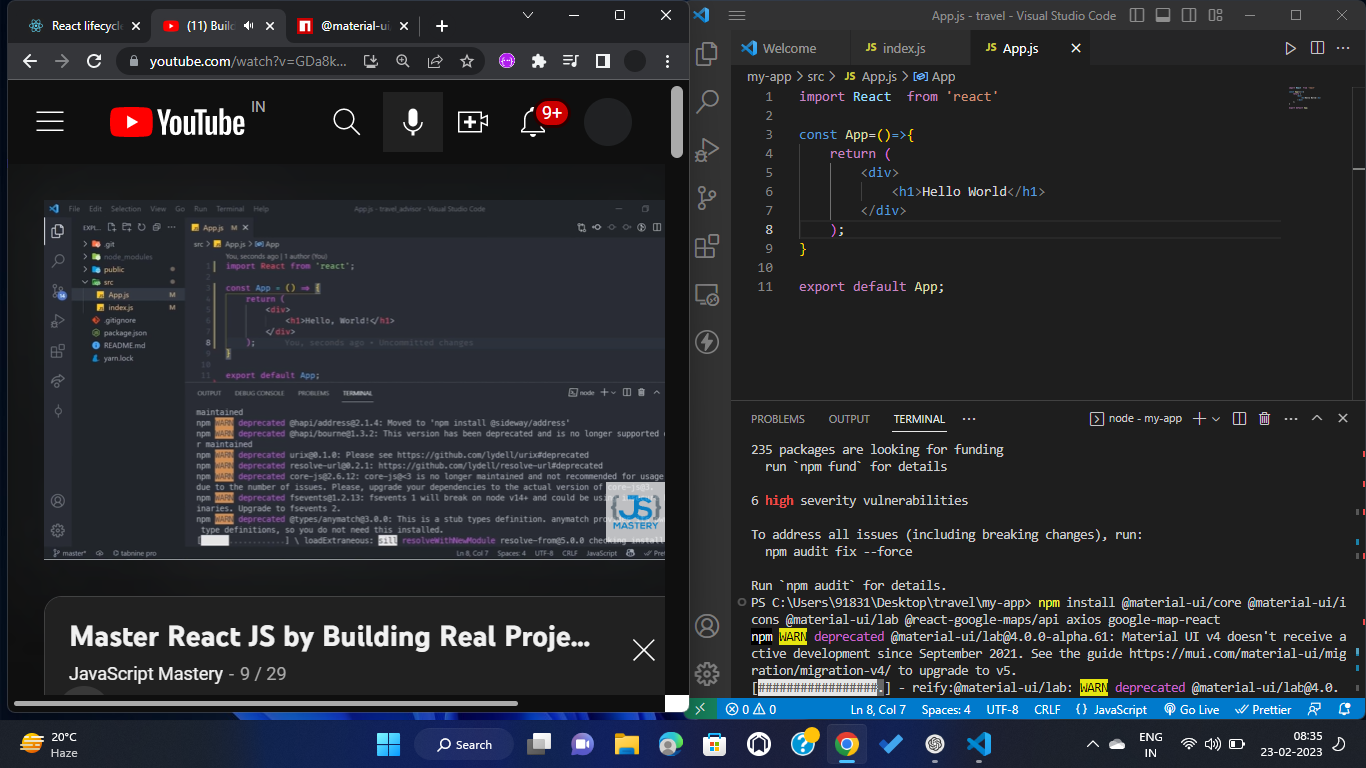 React lifecycle
(11) Build
@material-ui
youtube.com/watch?v=GDa8k...
YouTube
IN
9+
File Edit Selection View Go Run Terminal Help
App.js - travel_advisor - Visual Studio Code
EXPL...
.git
node_modules
public
src
App.js M
index.js M
.gitignore
package.json
README.md
yarn.lock
App.js M
src > App.js > App
You, seconds ago | 1 author (You)
1 import React from 'react';
2
3 const App = () => {
4 return (
5 <div>
6 <h1>Hello, World!</h1>
7 </div>
8 ); You, seconds ago • Uncommitted changes
9 }
10
11 export default App;
OUTPUT DEBUG CONSOLE PROBLEMS TERMINAL
node
maintained
npm WARN deprecated @hapi/address@2.1.4: Moved to 'npm install @sideway/address'
npm WARN deprecated @hapi/bourne@1.3.2: This version has been deprecated and is no longer supported
r maintained
npm WARN deprecated urix@0.1.0: Please see https://github.com/lydell/urix#deprecated
npm WARN deprecated resolve-url@0.2.1: https://github.com/lydell/resolve-url#deprecated
npm WARN deprecated core-js@2.6.12: core-js@<3 is no longer maintained and not recommended for usage
due to the number of issues. Please, upgrade your dependencies to the actual version of core-js@3.
npm WARN deprecated fsevents@1.2.13: fsevents 1 will break on node v14+ and could be using
inaries. Upgrade to fsevents 2.
npm WARN deprecated @types/anymatch@3.0.0: This is a stub types definition. anymatch prov
type definitions, so you do not need this installed.
[ ............] \ loadExtraneous: sill resolveWithNewModule resolve-from@5.0.0 checking install
{JS}
MASTERY
master* tabnine pro
Ln 8, Col 7 Spaces: 4 UTF-8 CRLF JavaScript
Master React JS by Building Real Proje...
JavaScript Mastery - 9 / 29
App.js - travel - Visual Studio Code
Welcome
index.js
App.js
my-app > src > JS App.js > App
1 import React  from 'react'
2
3 const App=()=>{
4 return (
5 <div>
6 <h1>Hello World</h1>
7 </div>
8 );
9 }
10
11 export default App;
PROBLEMS OUTPUT TERMINAL ...
node - my-app
235 packages are looking for funding
run `npm fund` for details
6 high severity vulnerabilities
To address all issues (including breaking changes), run:
npm audit fix --force
Run `npm audit` for details.
PS C:\Users\91831\Desktop\travel\my-app> npm install @material-ui/core @material-ui/i
cons @material-ui/lab @react-google-maps/api axios google-map-react
npm WARN deprecated @material-ui/lab@4.0.0-alpha.61: Material UI v4 doesn't receive a
ctive development since September 2021. See the guide https://mui.com/material-ui/mig
ration/migration-v4/ to upgrade to v5.
[#################.] - reify:@material-ui/lab: WARN deprecated @material-ui/lab@4.0.
0 0
Ln 8, Col 7 Spaces: 4 UTF-8 CRLF {} JavaScript Go Live Prettier
20°C
Haze
Search
ENG
IN
08:35
23-02-2023